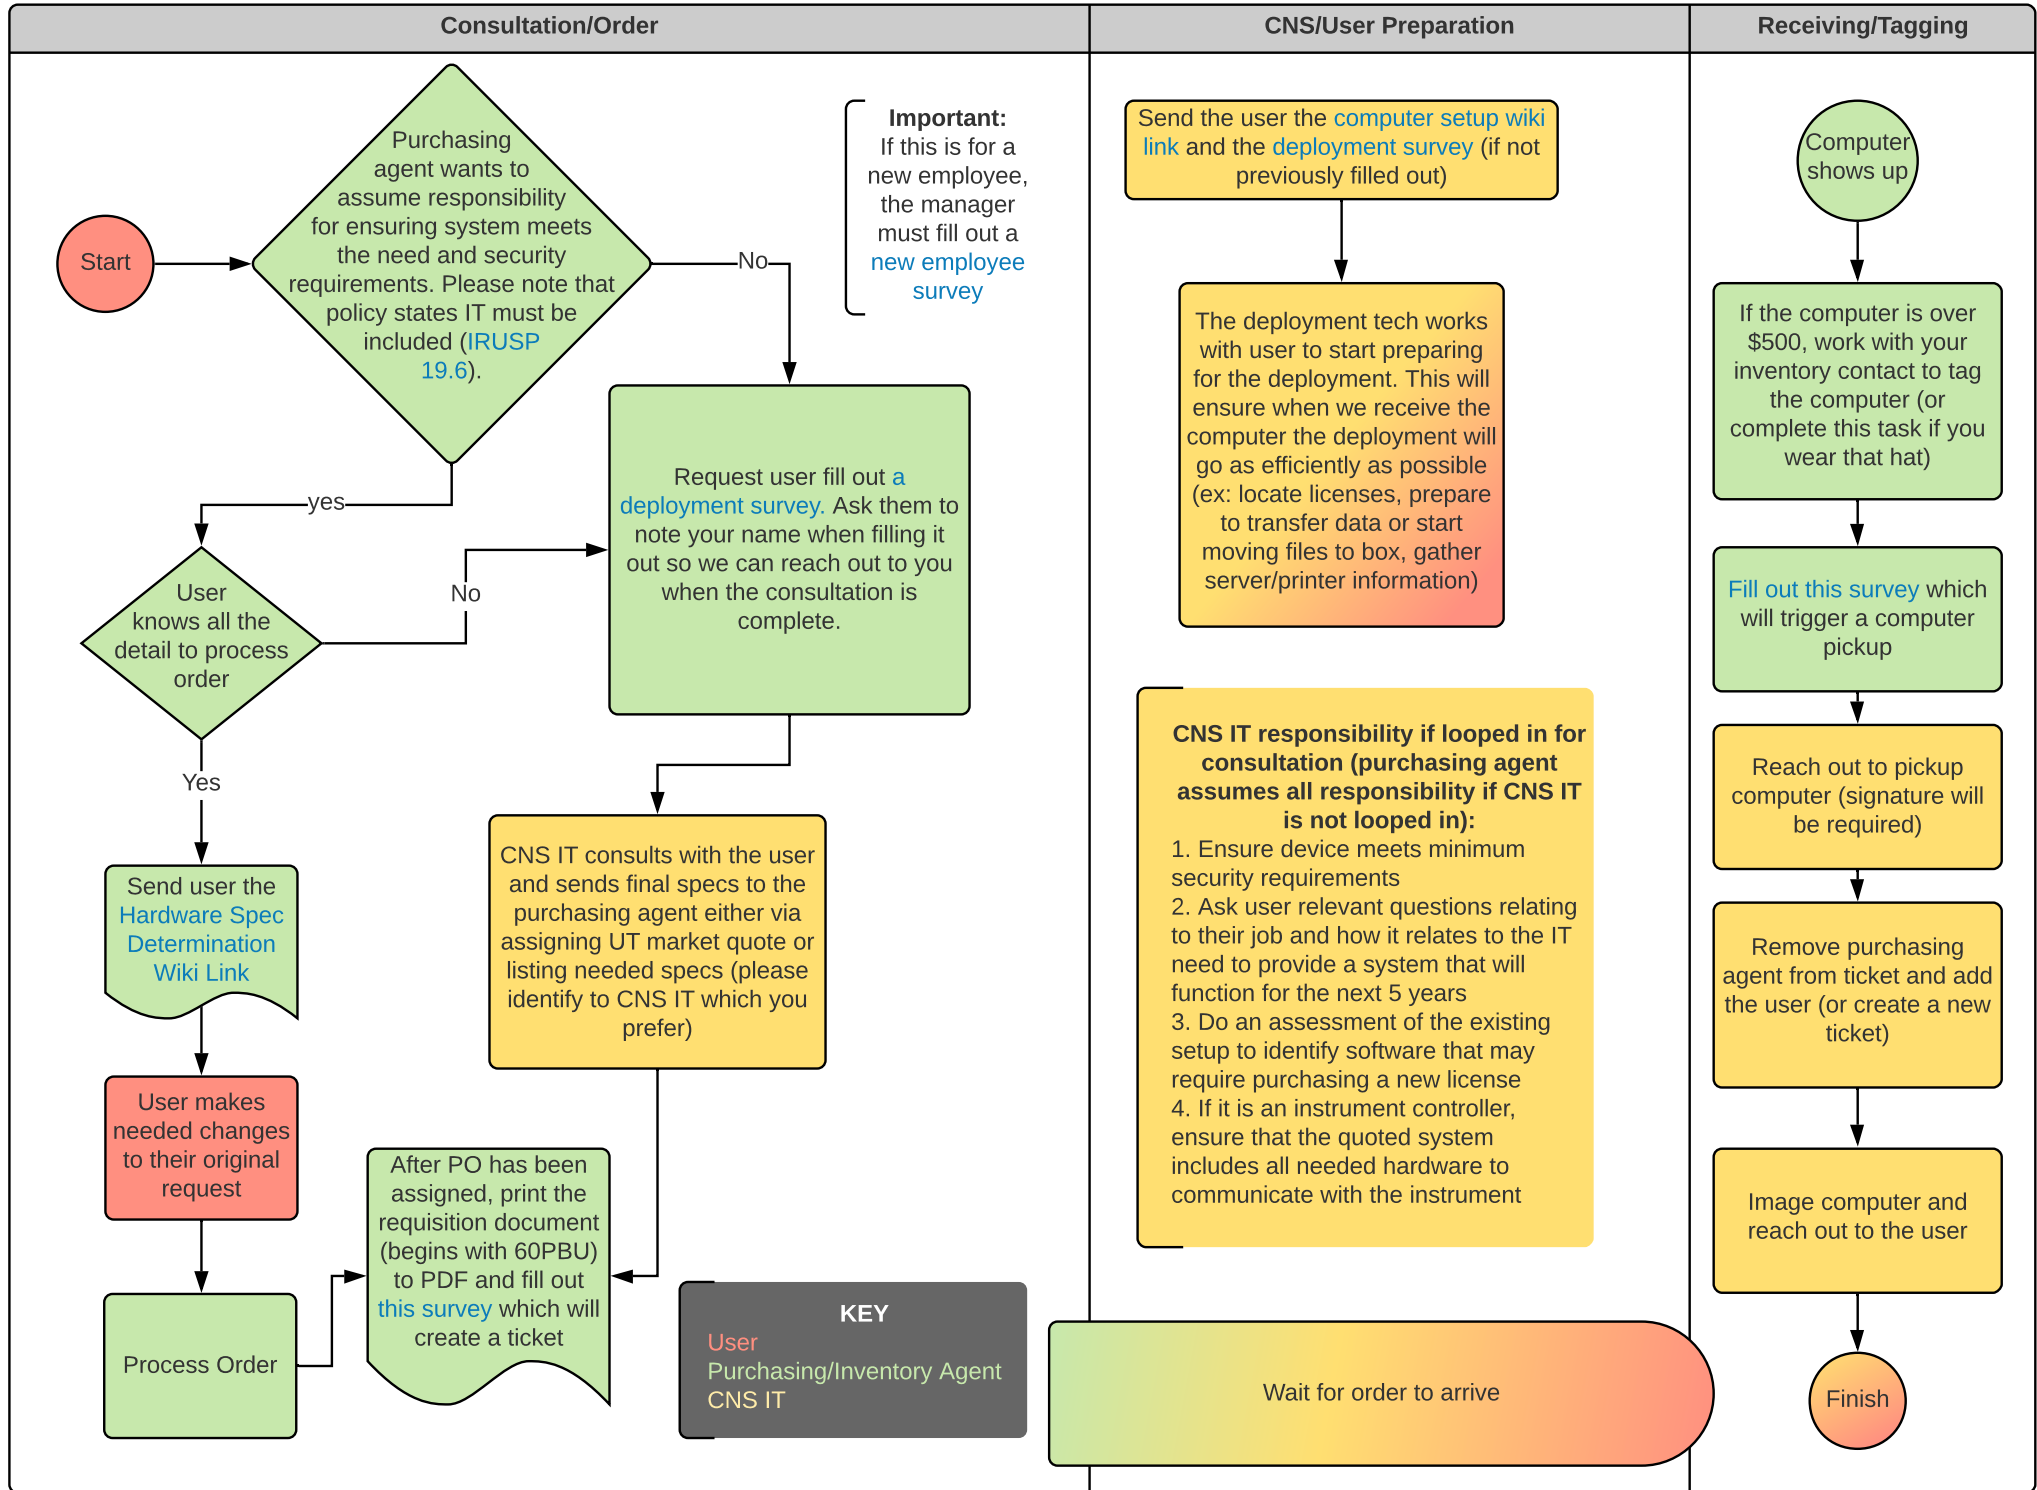 Consultation/Order
CNS/User Preparation
Receiving/Tagging
Start
Purchasing
agent wants to
assume responsibility
for ensuring system meets
the need and security
requirements. Please note that
policy states IT must be
included (IRUSP
19.6).
No
yes
Important:
If this is for a
new employee,
the manager
must fill out a
new employee
survey
Request user fill out a
deployment survey. Ask them to
note your name when filling it
out so we can reach out to you
when the consultation is
complete.
User
knows all the
detail to process
order
No
Yes
Send user the
Hardware Spec
Determination
Wiki Link
User makes
needed changes
to their original
request
Process Order
CNS IT consults with the user
and sends final specs to the
purchasing agent either via
assigning UT market quote or
listing needed specs (please
identify to CNS IT which you
prefer)
After PO has been
assigned, print the
requisition document
(begins with 60PBU)
to PDF and fill out
this survey which will
create a ticket
KEY
User
Purchasing/Inventory Agent
CNS IT
Send the user the computer setup wiki
link and the deployment survey (if not
previously filled out)
The deployment tech works
with user to start preparing
for the deployment. This will
ensure when we receive the
computer the deployment will
go as efficiently as possible
(ex: locate licenses, prepare
to transfer data or start
moving files to box, gather
server/printer information)
CNS IT responsibility if looped in for
consultation (purchasing agent
assumes all responsibility if CNS IT
is not looped in):
1. Ensure device meets minimum
security requirements
2. Ask user relevant questions relating
to their job and how it relates to the IT
need to provide a system that will
function for the next 5 years
3. Do an assessment of the existing
setup to identify software that may
require purchasing a new license
4. If it is an instrument controller,
ensure that the quoted system
includes all needed hardware to
communicate with the instrument
Wait for order to arrive
Computer
shows up
If the computer is over
$500, work with your
inventory contact to tag
the computer (or
complete this task if you
wear that hat)
Fill out this survey which
will trigger a computer
pickup
Reach out to pickup
computer (signature will
be required)
Remove purchasing
agent from ticket and add
the user (or create a new
ticket)
Image computer and
reach out to the user
Finish